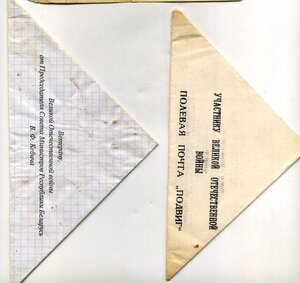 Ветерану
Великой Отечественной войны
от Председателя Совета Министров Республики Беларусь
В. Ф. Кебича
УЧАСТНИКУ ВЕЛИКОЙ ОТЕЧЕСТВЕННОЙ
ВОЙНЫ
ПОЛЕВАЯ ПОЧТА „ПОДВИГ"